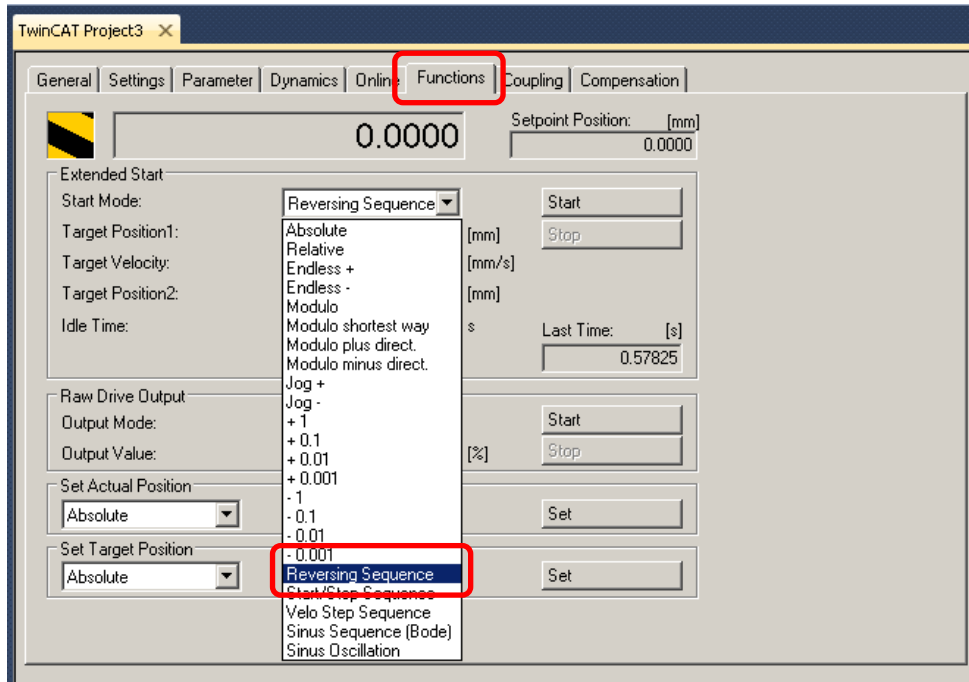 TwinCAT Project3
General Settings Parameter Dynamics Online Functions Coupling Compensation
0.0000
Setpoint Position: [mm]
0.0000
Extended Start
Start Mode: Reversing Sequence Start
Target Position1: [mm] Stop
Target Velocity: [mm/s]
Target Position2: [mm]
Idle Time: s Last Time: [s]
0.57825
Absolute
Relative
Endless +
Endless -
Modulo
Modulo shortest way
Modulo plus direct.
Modulo minus direct.
Jog +
Jog -
+ 1
+ 0.1
+ 0.01
+ 0.001
- 1
- 0.1
- 0.01
- 0.001
Reversing Sequence
Start/Stop Sequence
Velo Step Sequence
Sinus Sequence (Bode)
Sinus Oscillation
Raw Drive Output
Output Mode: Start
Output Value: [%] Stop
Set Actual Position
Absolute Set
Set Target Position
Absolute Set